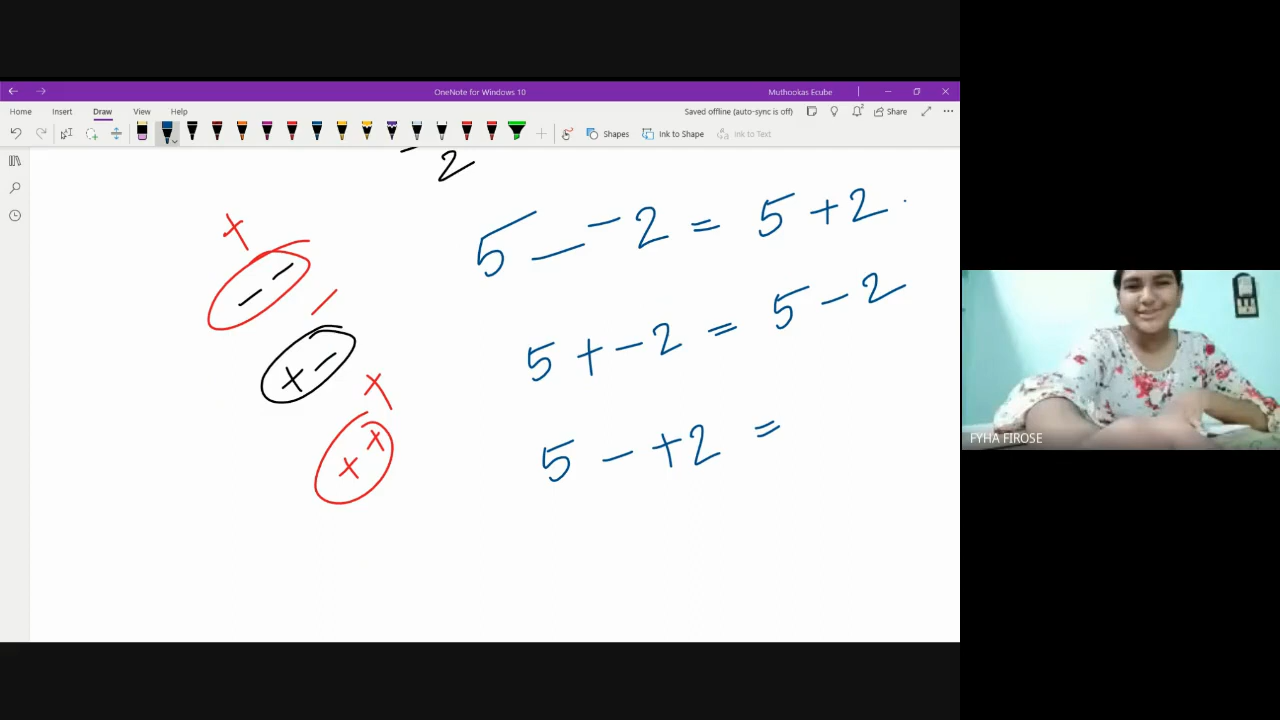 OneNote for Windows 10
Muthookas Ecube
Home Insert Draw View Help
Saved offline (auto-sync is off)
Share
Shapes
Ink to Shape
Ink to Text
2
5 - -2 = 5+2
+
- -
-
5 + -2 = 5-2
+ -
+
+ +
5 - +2 =
FYHA FIROSE